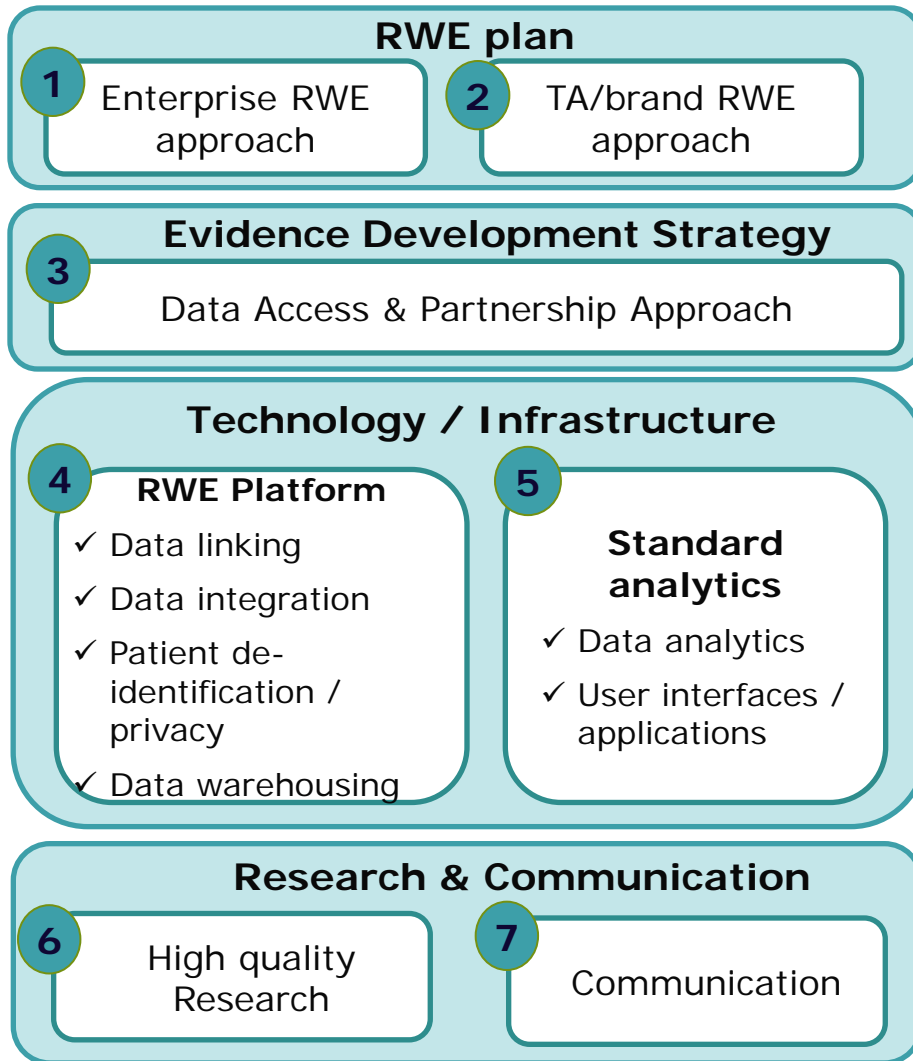 RWE plan
1
Enterprise RWE
approach
2
TA/brand RWE
approach
Evidence Development Strategy
3
Data Access & Partnership Approach
Technology / Infrastructure
4
RWE Platform
✓ Data linking
✓ Data integration
✓ Patient de-
identification /
privacy
✓ Data warehousing
5
Standard
analytics
✓ Data analytics
✓ User interfaces /
applications
Research & Communication
6
High quality
Research
7
Communication